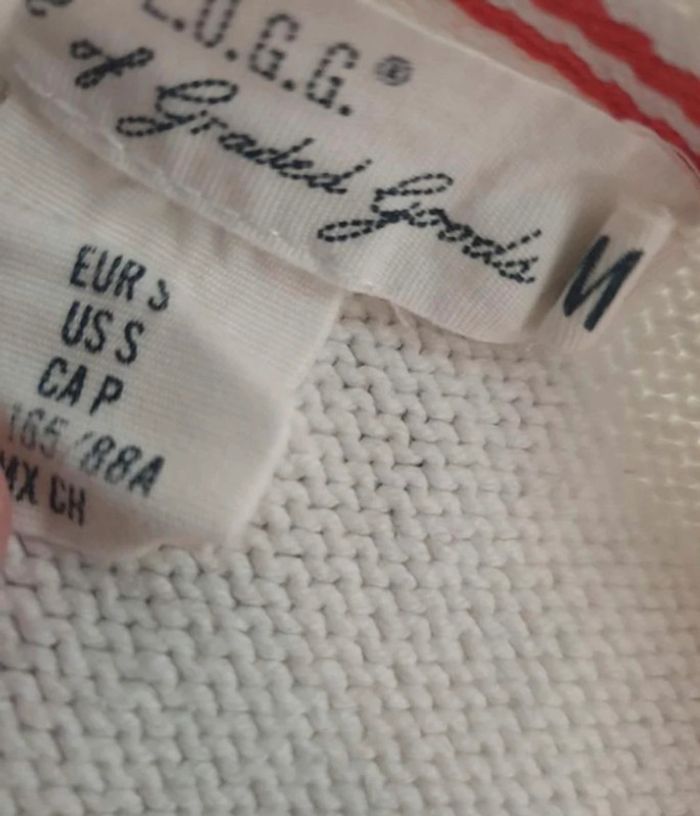 L.O.G.G.®
of Graded Goods
M
EUR S
US S
CA P
165/88A
MX CH